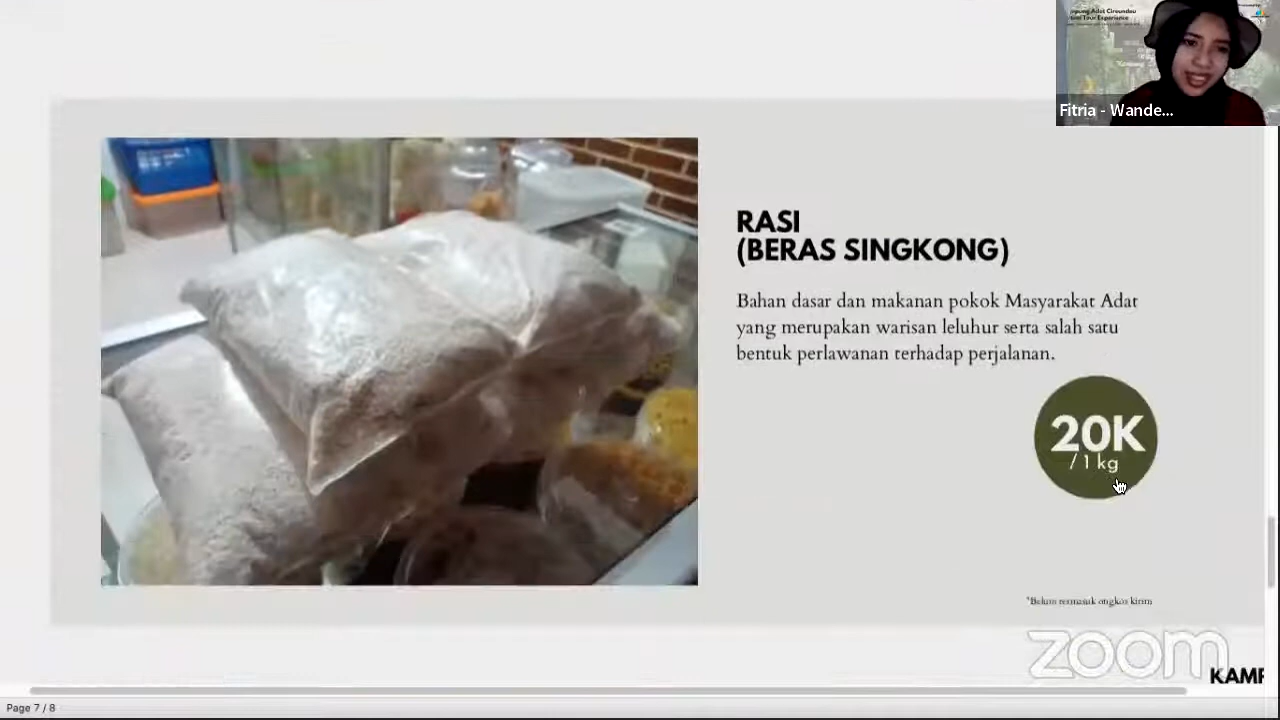 Fitria - Wande...
RASI
(BERAS SINGKONG)
Bahan dasar dan makanan pokok Masyarakat Adat
yang merupakan warisan leluhur serta salah satu
bentuk perlawanan terhadap perjalanan.
20K
/ 1 kg
*Belum termasuk ongkos kirim
zoom
KAMP
Page 7 / 8